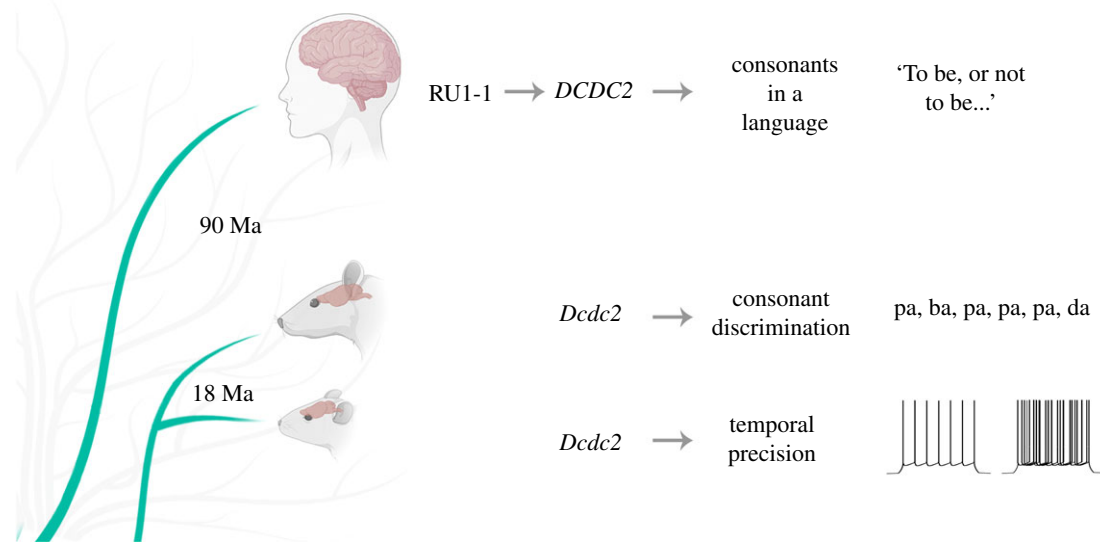 RU1-1
DCDC2
consonants
in a
language
‘To be, or not
to be...’
90 Ma
Dcdc2
consonant
discrimination
pa, ba, pa, pa, pa, da
18 Ma
Dcdc2
temporal
precision